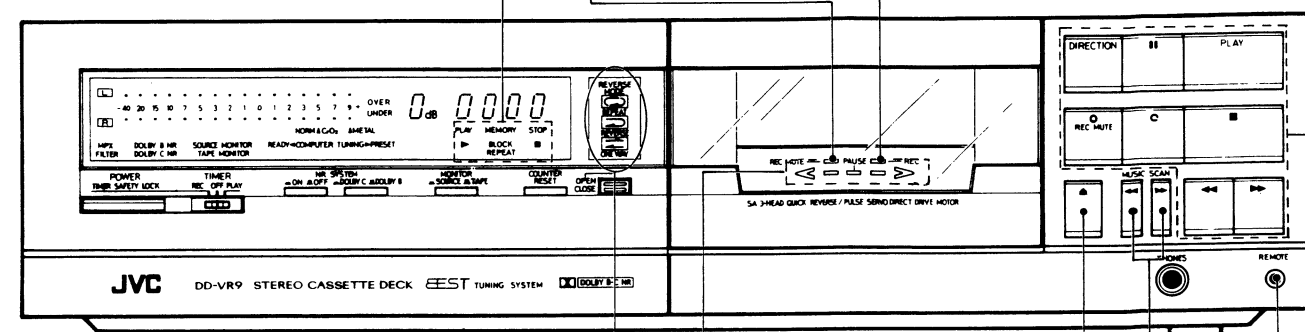 L
- 40 20 15 10 7 5 3 2 1 0 1 2 3 5 7 9 +
R
OVER
UNDER
0 dB
0000
NORM & CrO2 &METAL
MPX FILTER
DOLBY B NR
DOLBY C NR
SOURCE MONITOR
TAPE MONITOR
READY COMPUTER TUNING PRESET
PLAY MEMORY STOP
BLOCK
REPEAT
REVERSE
MODE
REPEAT
REVERSE
ONE WAY
POWER
TIMER SAFETY LOCK
TIMER
REC OFF PLAY
NR SYSTEM
ON OFF DOLBY C DOLBY B
MONITOR
SOURCE TAPE
COUNTER
RESET
OPEN
CLOSE
REC MUTE PAUSE REC
SA 3-HEAD QUICK REVERSE / PULSE SERVO DIRECT DRIVE MOTOR
DIRECTION
PLAY
REC MUTE
MUSIC SCAN
PHONES
REMOTE
JVC DD-VR9 STEREO CASSETTE DECK BEST TUNING SYSTEM DOLBY B-C NR